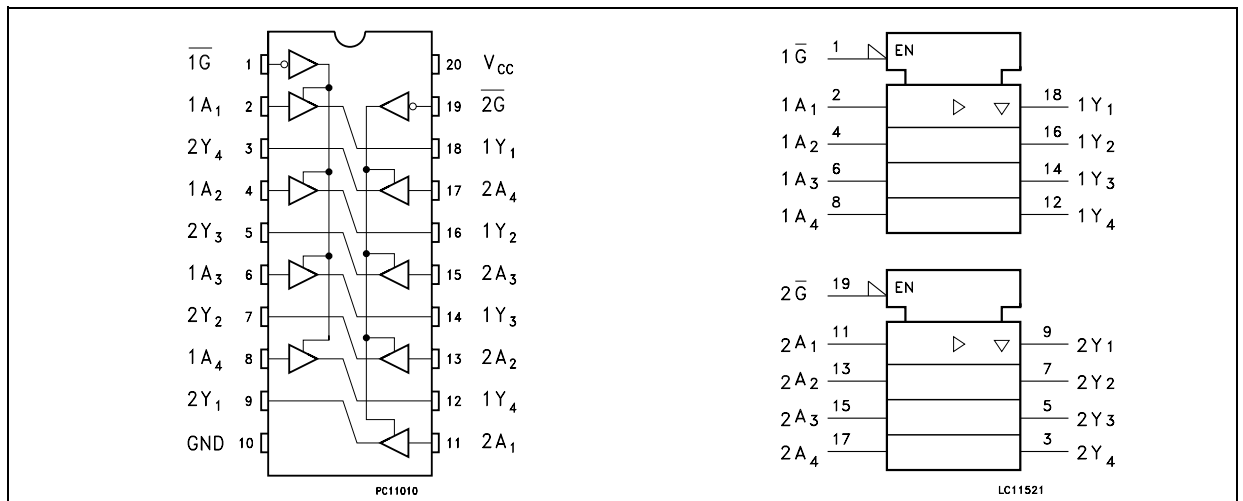 1G̅ 1 20 V_CC
1A₁ 2 19 2G̅
2Y₄ 3 18 1Y₁
1A₂ 4 17 2A₄
2Y₃ 5 16 1Y₂
1A₃ 6 15 2A₃
2Y₂ 7 14 1Y₃
1A₄ 8 13 2A₂
2Y₁ 9 12 1Y₄
GND 10 11 2A₁
PC11010
1G̅ 1 EN
1A₁ 2 18 1Y₁
1A₂ 4 16 1Y₂
1A₃ 6 14 1Y₃
1A₄ 8 12 1Y₄
2G̅ 19 EN
2A₁ 11 9 2Y₁
2A₂ 13 7 2Y₂
2A₃ 15 5 2Y₃
2A₄ 17 3 2Y₄
LC11521